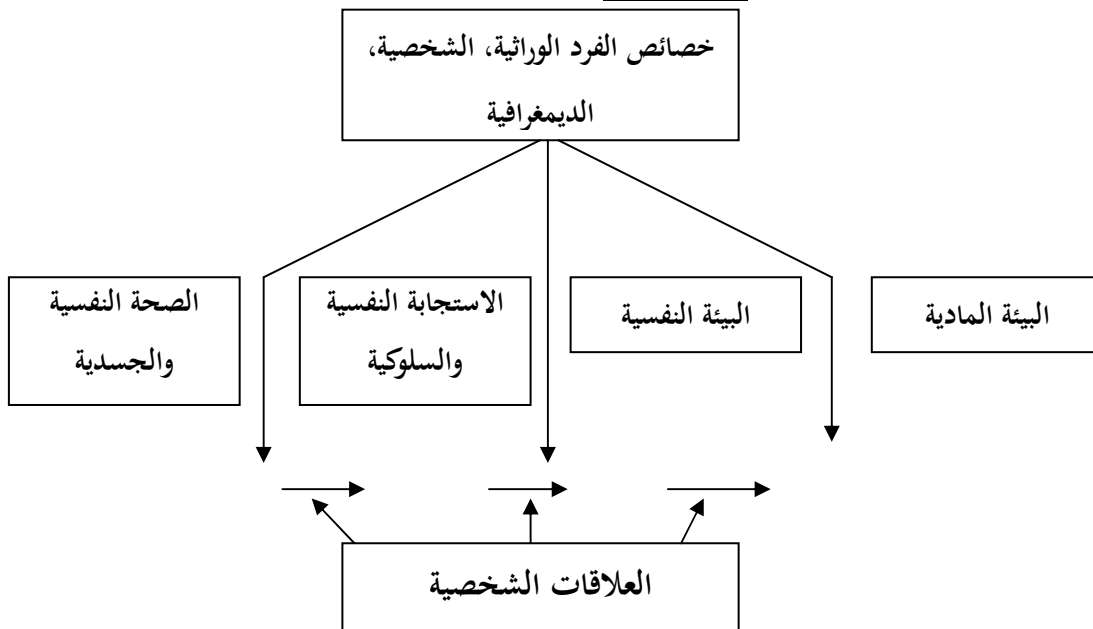 خصائص الفرد الوراثية، الشخصية،
الديمغرافية
البيئة المادية
البيئة النفسية
الاستجابة النفسية
والسلوكية
الصحة النفسية
والجسدية
العلاقات الشخصية